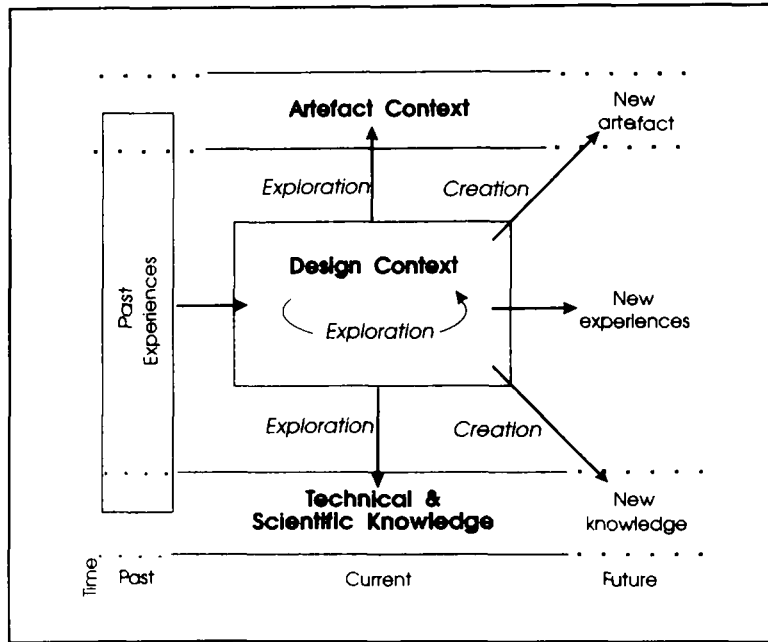 Artefact Context
New
artefact
Exploration
Creation
Past
Experiences
Design Context
Exploration
New
experiences
Exploration
Creation
Technical &
Scientific Knowledge
New
knowledge
Time
Past
Current
Future